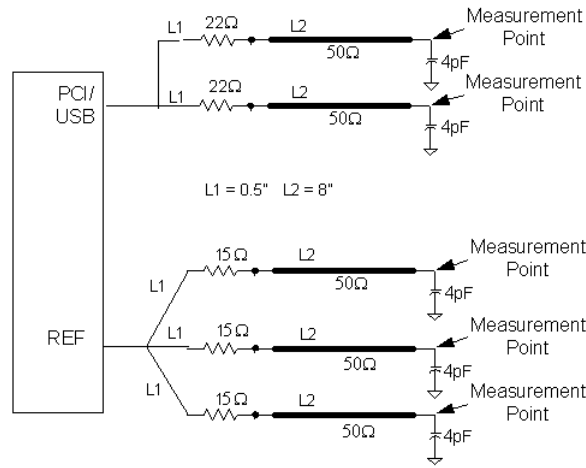 L1 22Ω L2 Measurement
Point
50Ω 4pF
PCI/
USB
L1 22Ω L2 Measurement
Point
50Ω 4pF
L1 = 0.5" L2 = 8"
15Ω L2 Measurement
Point
L1 50Ω 4pF
REF
L1 15Ω L2 Measurement
Point
50Ω 4pF
L1 15Ω L2 Measurement
Point
50Ω 4pF